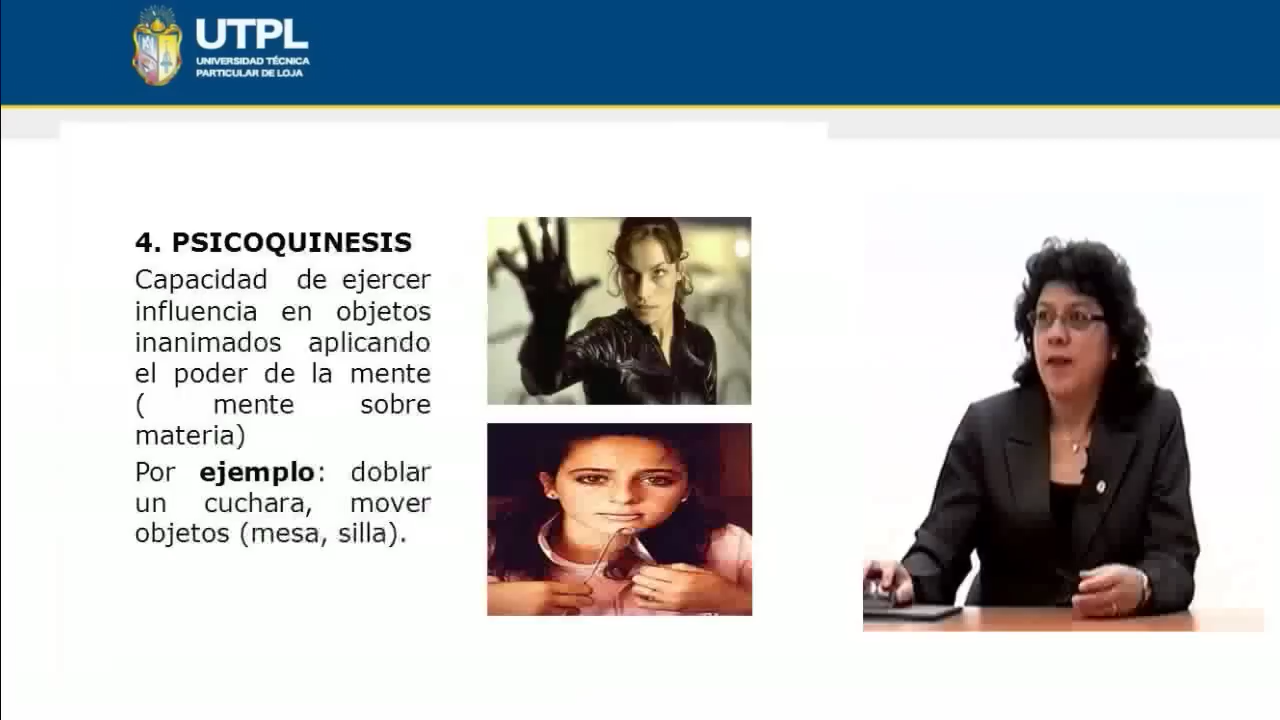 UTPL
UNIVERSIDAD TÉCNICA
PARTICULAR DE LOJA
4. PSICOQUINESIS
Capacidad de ejercer
influencia en objetos
inanimados aplicando
el poder de la mente
( mente sobre
materia)
Por ejemplo: doblar
un cuchara, mover
objetos (mesa, silla).